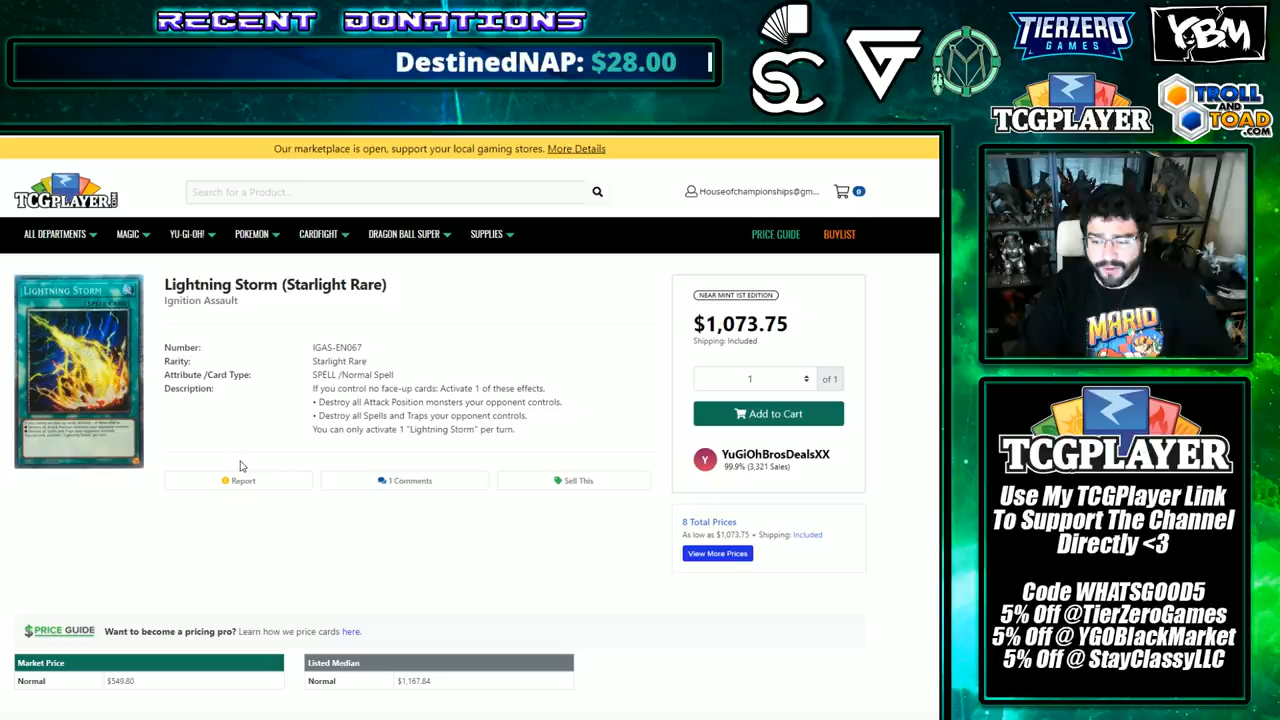 RECENT DONATIONS
DestinedNAP: $28.00
SC
TIERZERO
GAMES
YBM
TCGPLAYER
TROLL
AND
TOAD
.COM
Our marketplace is open, support your local gaming stores. More Details
TCGPLAYER.COM
Search for a Product...
Houseofchampionships@gm...
0
ALL DEPARTMENTS
MAGIC
YU-GI-OH!
POKEMON
CARDFIGHT
DRAGON BALL SUPER
SUPPLIES
PRICE GUIDE
BUYLIST
LIGHTNING STORM
Lightning Storm (Starlight Rare)
Ignition Assault
Number: IGAS-EN067
Rarity: Starlight Rare
Attribute /Card Type: SPELL /Normal Spell
Description: If you control no face-up cards: Activate 1 of these effects.
• Destroy all Attack Position monsters your opponent controls.
• Destroy all Spells and Traps your opponent controls.
You can only activate 1 "Lightning Storm" per turn.
Report
1 Comments
Sell This
NEAR MINT 1ST EDITION
$1,073.75
Shipping: Included
1 of 1
Add to Cart
Y
YuGiOhBrosDealsXX
99.9% (3,321 Sales)
8 Total Prices
As low as $1,073.75 + Shipping: Included
View More Prices
PRICE GUIDE Want to become a pricing pro? Learn how we price cards here.
Market Price
Normal $549.80
Listed Median
Normal $1,167.84
MARIO
TCGPLAYER
Use My TCGPlayer Link
To Support The Channel
Directly <3
Code WHATSGOOD5
5% Off @TierZeroGames
5% Off @ YGOBlackMarket
5% Off @ StayClassyLLC